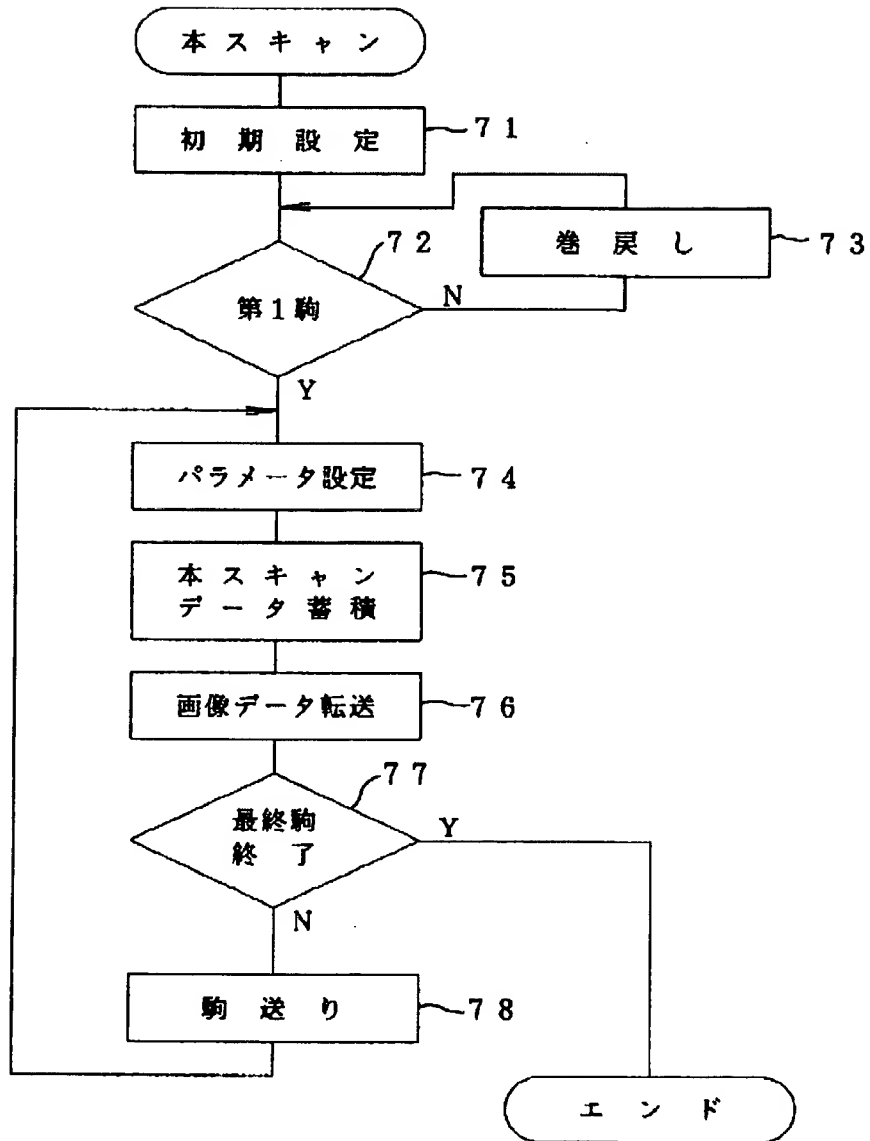 本スキャン
初期設定
71
72
第1駒
N
巻戻し
73
Y
パラメータ設定
74
本スキャン
データ蓄積
75
画像データ転送
76
77
最終駒
終了
Y
N
駒送り
78
エンド